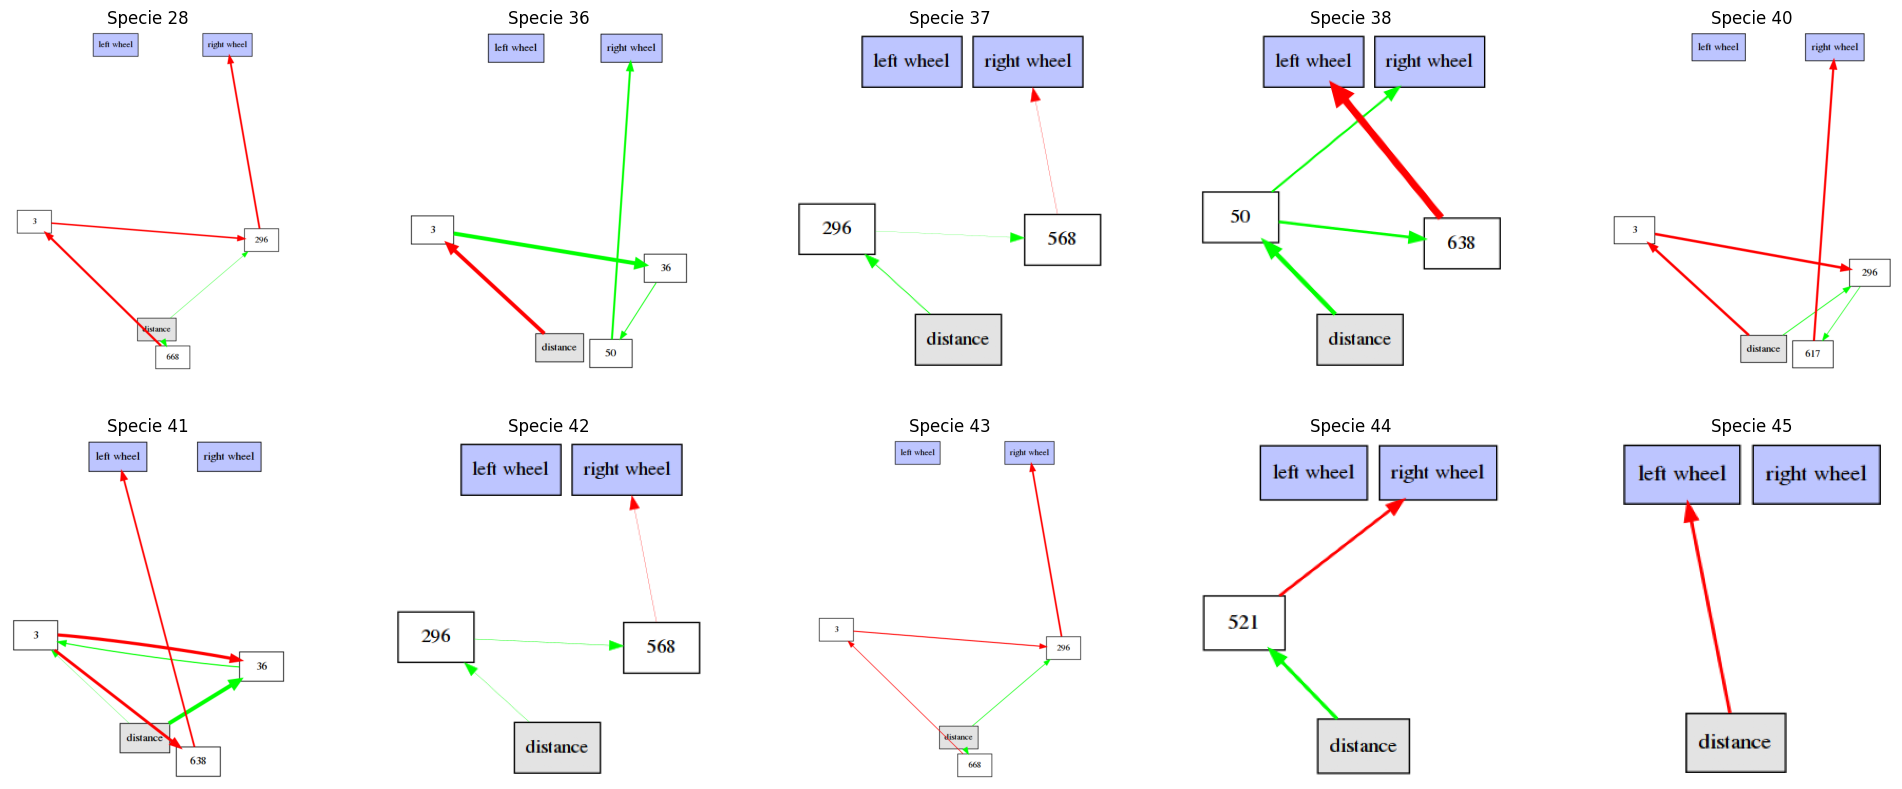 Specie 28
left wheel
right wheel
3
296
distance
668
Specie 36
left wheel
right wheel
3
36
distance
50
Specie 37
left wheel
right wheel
296
568
distance
Specie 38
left wheel
right wheel
50
638
distance
Specie 40
left wheel
right wheel
3
296
distance
617
Specie 41
left wheel
right wheel
3
36
distance
638
Specie 42
left wheel
right wheel
296
568
distance
Specie 43
left wheel
right wheel
3
296
distance
668
Specie 44
left wheel
right wheel
521
distance
Specie 45
left wheel
right wheel
distance